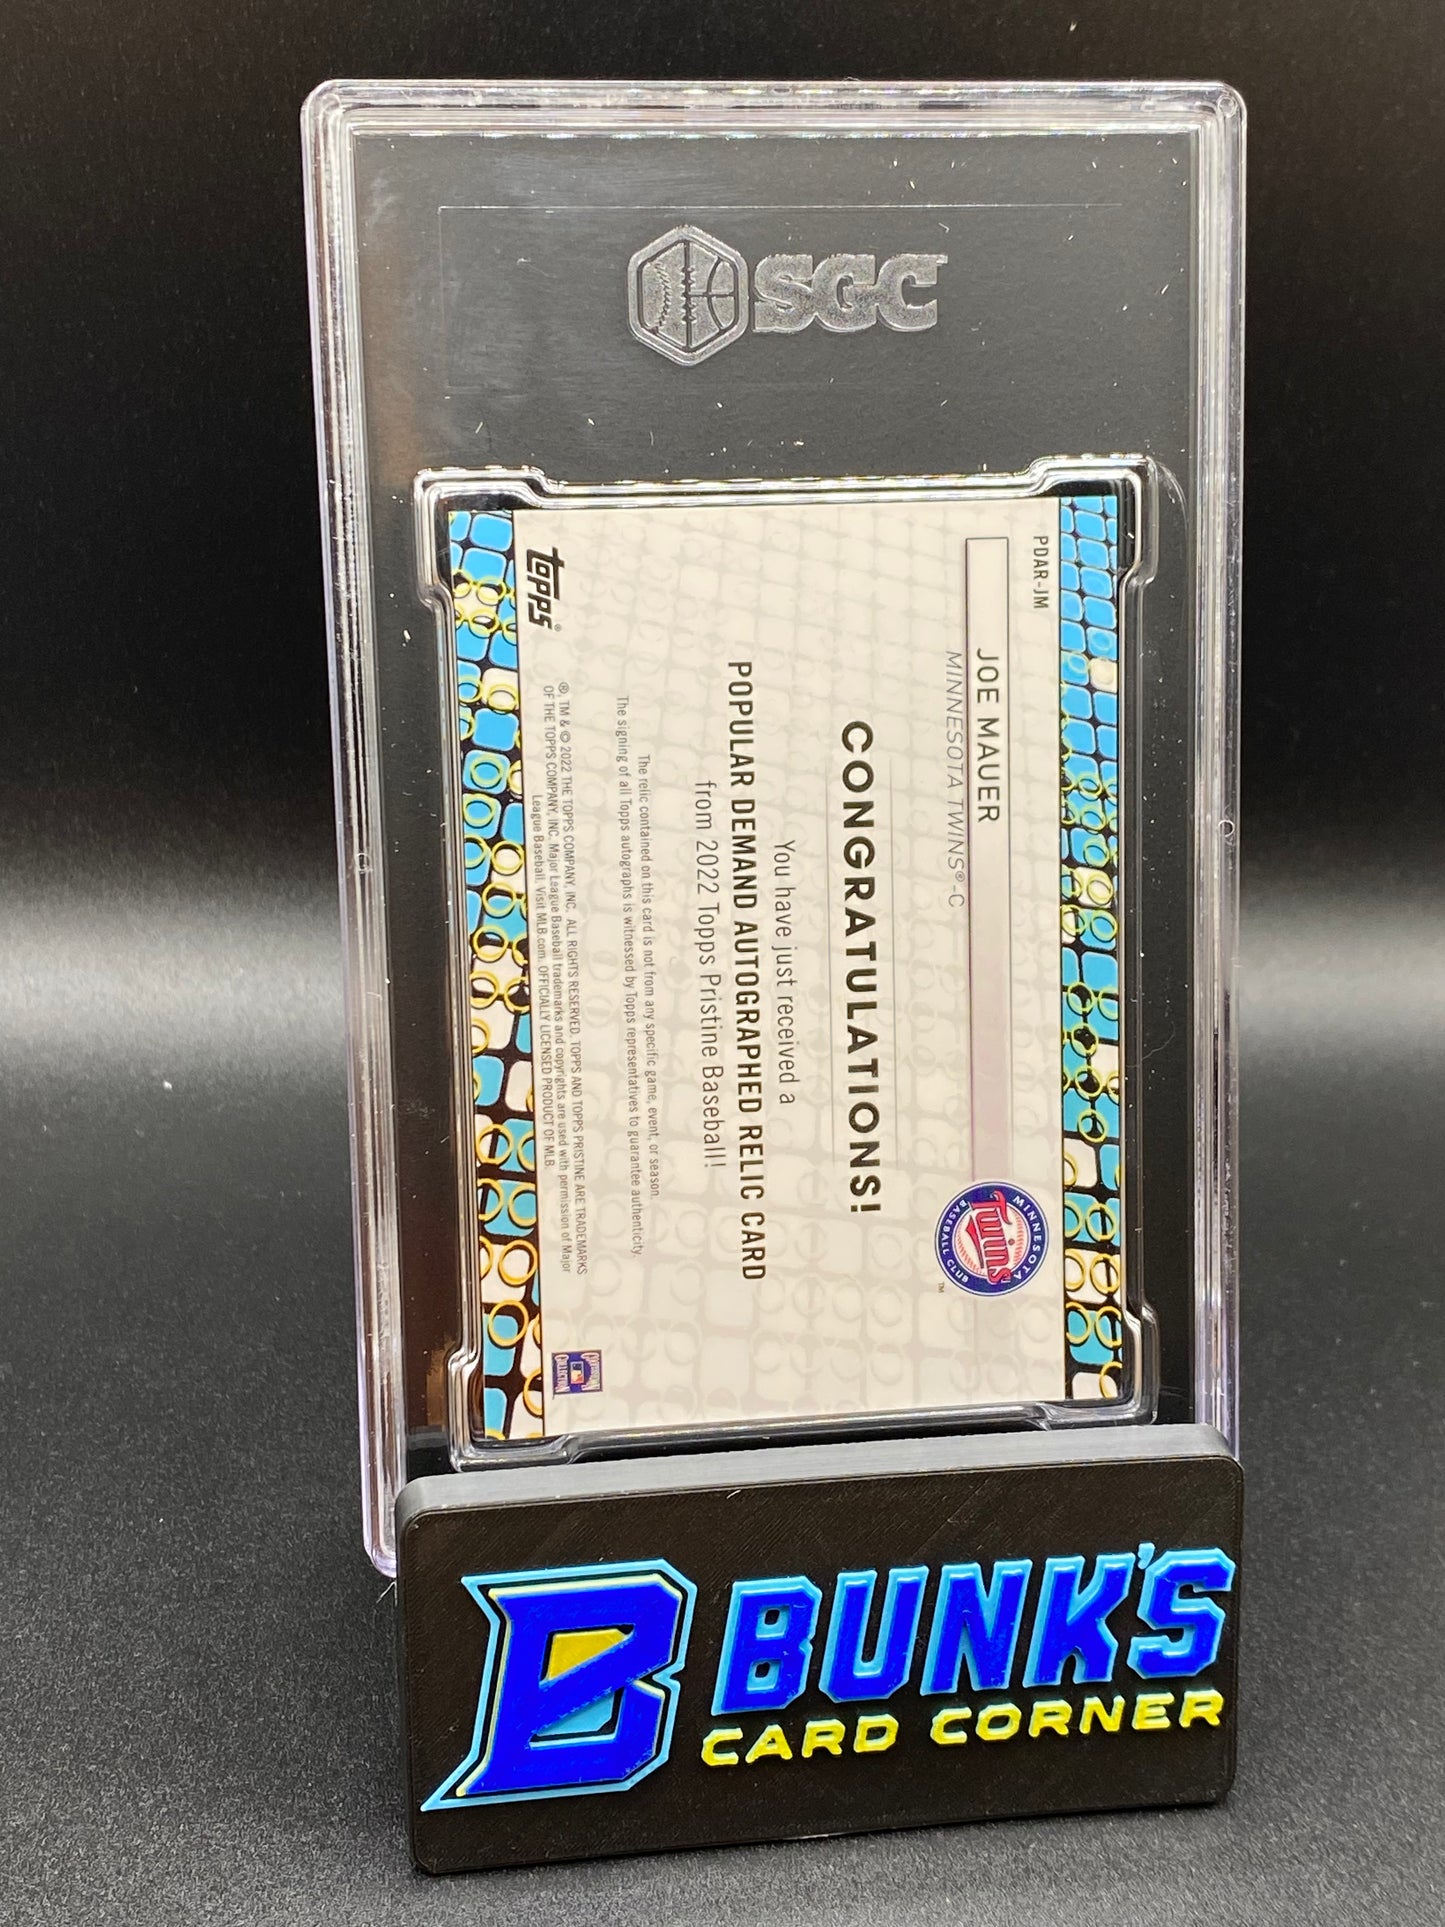 SGC
PDAR-JM
JOE MAUER
MINNESOTA TWINS®-C
MINNESOTA
Twins
BASEBALL CLUB
™
CONGRATULATIONS!
You have just received a
POPULAR DEMAND AUTOGRAPHED RELIC CARD
from 2022 Topps Pristine Baseball!
The relic contained on this card is not from any specific game, event, or season.
The signing of all Topps autographs is witnessed by Topps representatives to guarantee authenticity.
topps®
®, TM & © 2022 THE TOPPS COMPANY, INC. ALL RIGHTS RESERVED. TOPPS AND TOPPS PRISTINE ARE TRADEMARKS
OF THE TOPPS COMPANY, INC. Major League Baseball trademarks and copyrights are used with permission of Major
League Baseball. Visit MLB.com. OFFICIALLY LICENSED PRODUCT OF MLB.
COOPERSTOWN
COLLECTION
B
BUNK'S
CARD CORNER